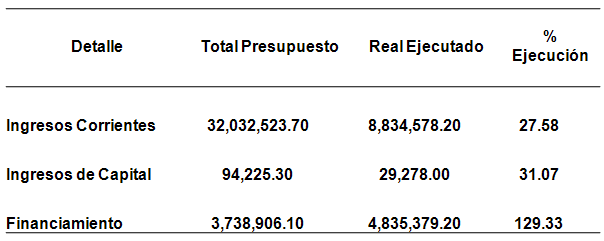 Detalle Total Presupuesto Real Ejecutado % Ejecución
Ingresos Corrientes 32,032,523.70 8,834,578.20 27.58
Ingresos de Capital 94,225.30 29,278.00 31.07
Financiamiento 3,738,906.10 4,835,379.20 129.33